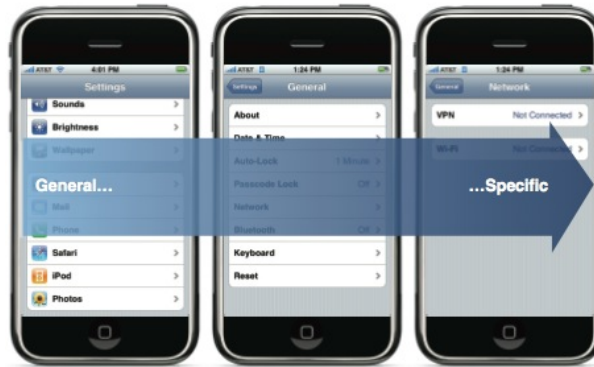 AT&T 4:01 PM
Settings
Sounds
Brightness
Wallpaper
General...
Mail
Phone
Safari
iPod
Photos
AT&T E 1:24 PM
Settings General
About
Date & Time
Auto-Lock 1 Minute
Passcode Lock Off
Network
Bluetooth Off
Keyboard
Reset
AT&T E 1:24 PM
General Network
VPN Not Connected
Wi-Fi Not Connected
...Specific